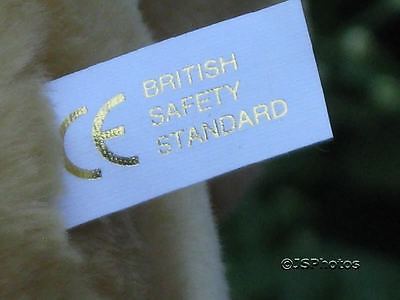 CE
BRITISH
SAFETY
STANDARD
©JSPhotos